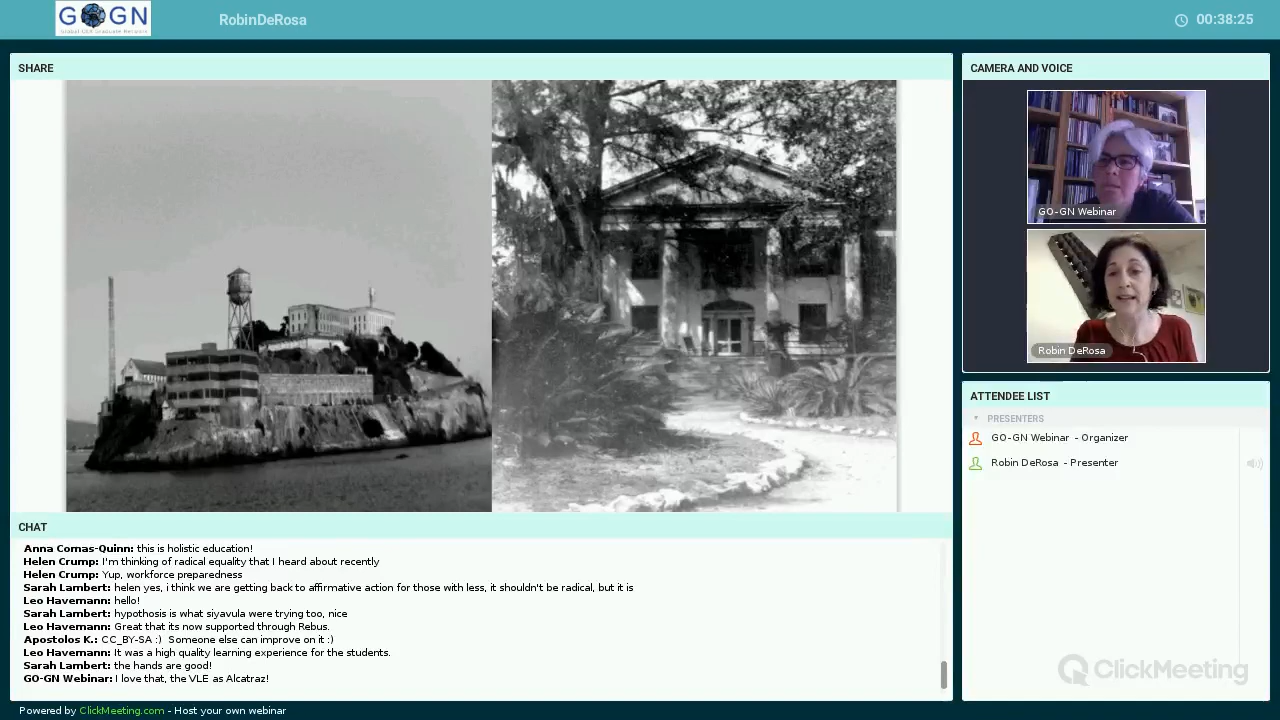 GOGN
Global OER Graduate Network
RobinDeRosa
00:38:25
SHARE
CAMERA AND VOICE
GO-GN Webinar
Robin DeRosa
ATTENDEE LIST
PRESENTERS
GO-GN Webinar - Organizer
Robin DeRosa - Presenter
CHAT
Anna Comas-Quinn: this is holistic education!
Helen Crump: I'm thinking of radical equality that I heard about recently
Helen Crump: Yup, workforce preparedness
Sarah Lambert: helen yes, i think we are getting back to affirmative action for those with less, it shouldn't be radical, but it is
Leo Havemann: hello!
Sarah Lambert: hypothosis is what siyavula were trying too, nice
Leo Havemann: Great that its now supported through Rebus.
Apostolos K.: CC_BY-SA :)  Someone else can improve on it :)
Leo Havemann: It was a high quality learning experience for the students.
Sarah Lambert: the hands are good!
GO-GN Webinar: I love that, the VLE as Alcatraz!
ClickMeeting
Powered by ClickMeeting.com - Host your own webinar